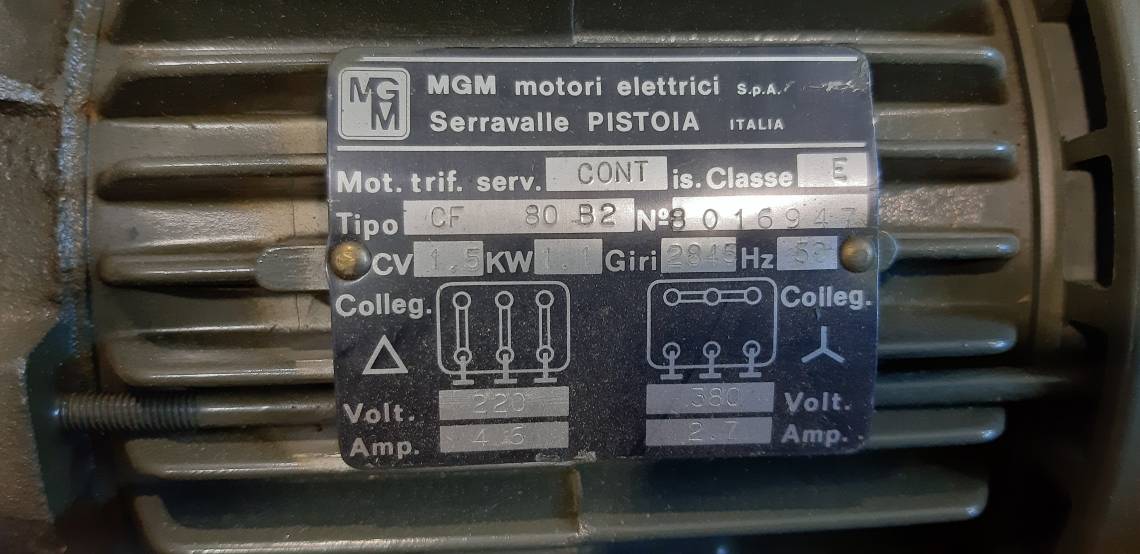 MGM MGM motori elettrici S.p.A.
Serravalle PISTOIA ITALIA
Mot. trif. serv. CONT is. Classe E
Tipo CF 80 B2 Nº 8016947
CV 1,5 KW 1.1 Giri 2845 Hz 50
Colleg. Colleg.
Volt. 220 380 Volt.
Amp. 4.6 2.7 Amp.